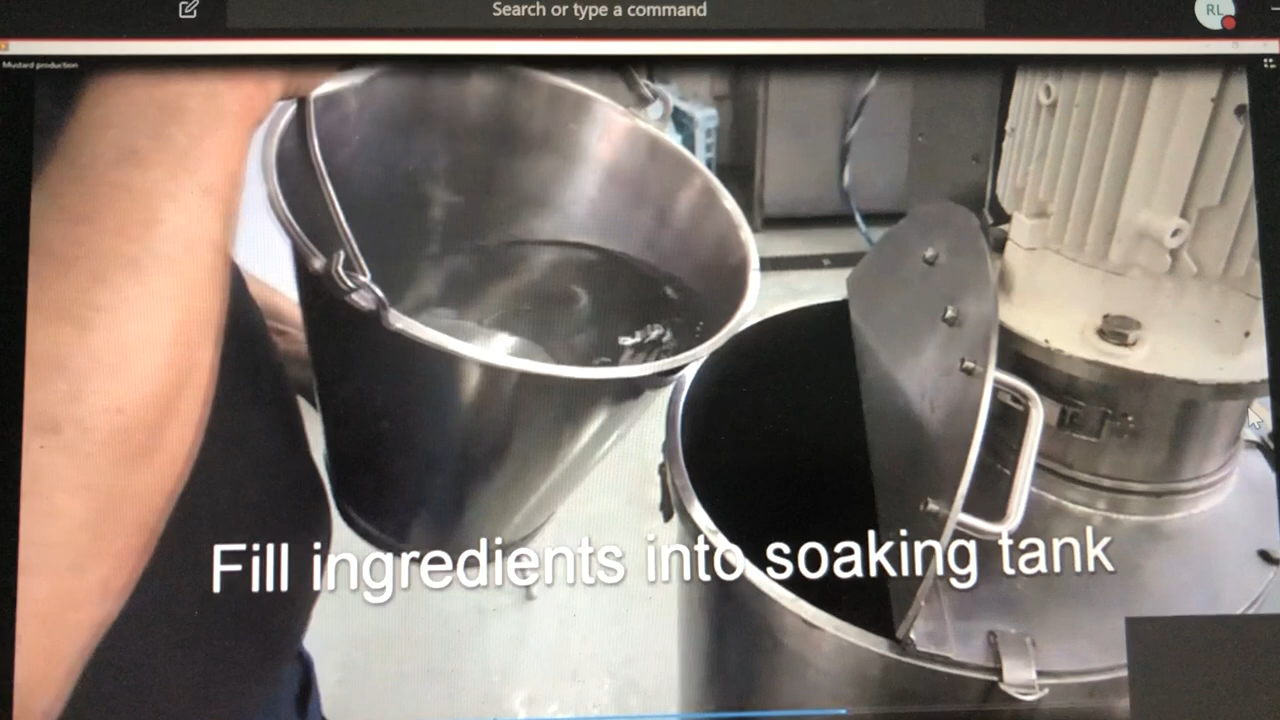 Search or type a command
RL
Mustard production
Fill ingredients into soaking tank